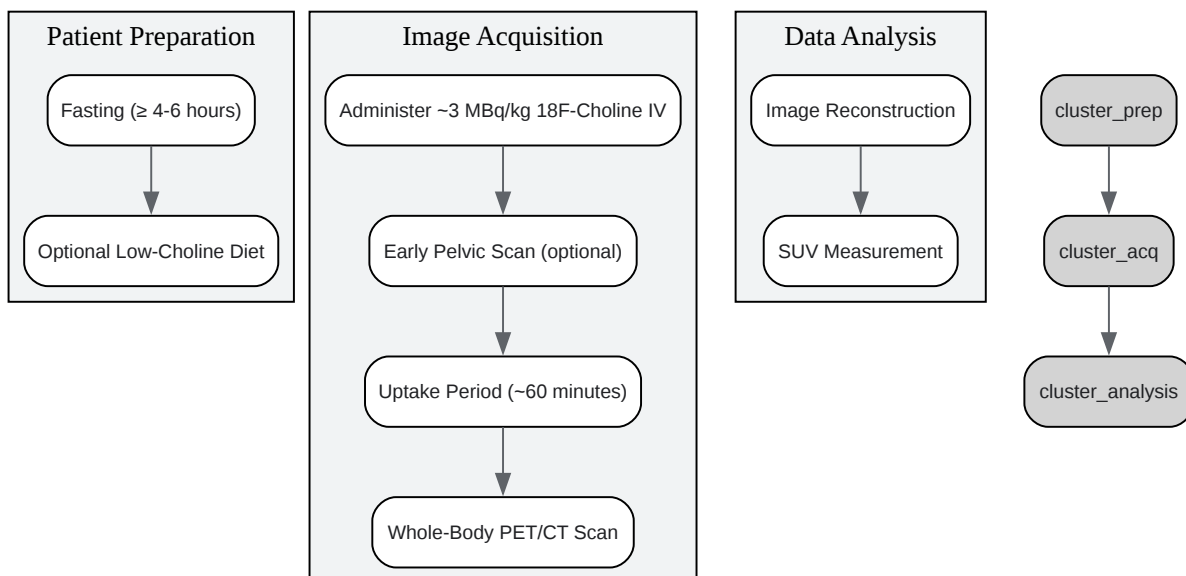 Patient Preparation
Fasting (≥ 4-6 hours)
Optional Low-Choline Diet
Image Acquisition
Administer ~3 MBq/kg 18F-Choline IV
Early Pelvic Scan (optional)
Uptake Period (~60 minutes)
Whole-Body PET/CT Scan
Data Analysis
Image Reconstruction
SUV Measurement
cluster_prep
cluster_acq
cluster_analysis